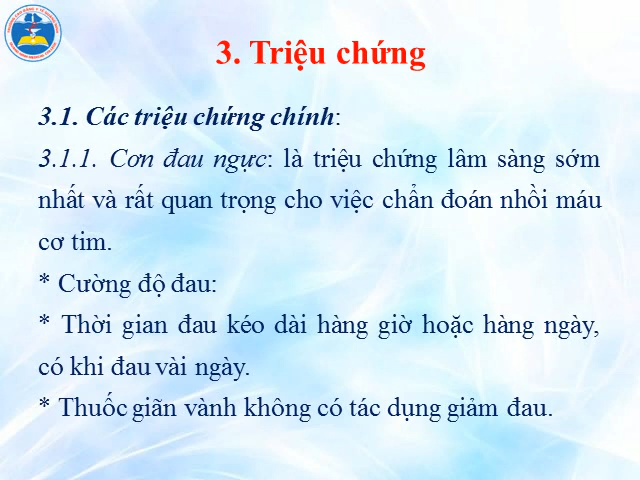 3. Triệu chứng
3.1. Các triệu chứng chính:
3.1.1. Cơn đau ngực: là triệu chứng lâm sàng sớm
nhất và rất quan trọng cho việc chẩn đoán nhồi máu
cơ tim.
* Cường độ đau:
* Thời gian đau kéo dài hàng giờ hoặc hàng ngày,
có khi đau vài ngày.
* Thuốc giãn vành không có tác dụng giảm đau.